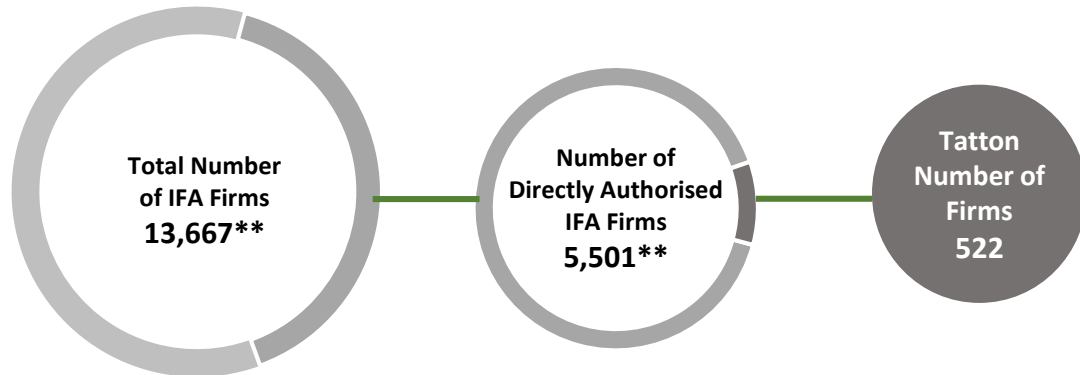 Total Number
of IFA Firms
13,667**
Number of
Directly Authorised
IFA Firms
5,501**
Tatton
Number of
Firms
522